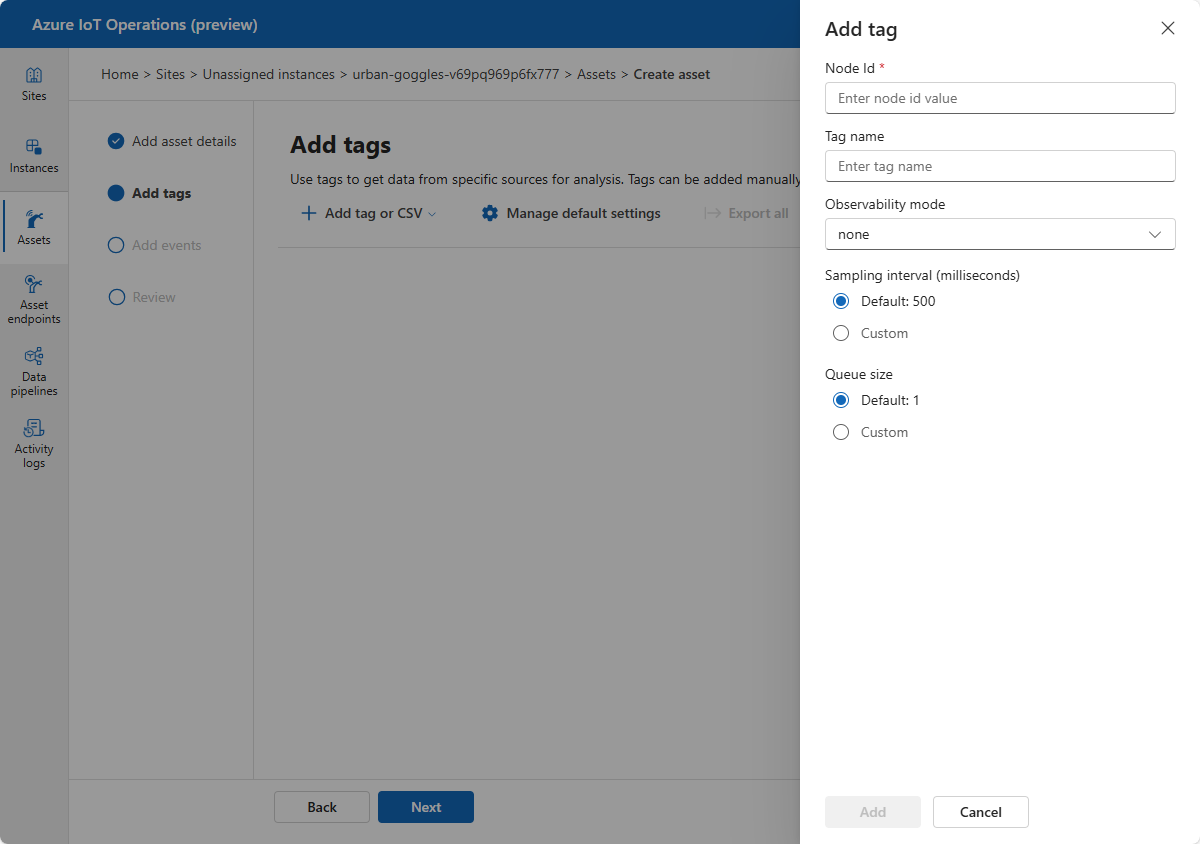 Azure IoT Operations (preview)
Home > Sites > Unassigned instances > urban-goggles-v69pq969p6fx777 > Assets > Create asset
Sites
Instances
Assets
Asset
endpoints
Data
pipelines
Activity
logs
Add asset details
Add tags
Add events
Review
Add tags
Use tags to get data from specific sources for analysis. Tags can be added manually
Add tag or CSV
Manage default settings
Export all
Back
Next
Add tag
Node Id *
Enter node id value
Tag name
Enter tag name
Observability mode
none
Sampling interval (milliseconds)
Default: 500
Custom
Queue size
Default: 1
Custom
Add
Cancel